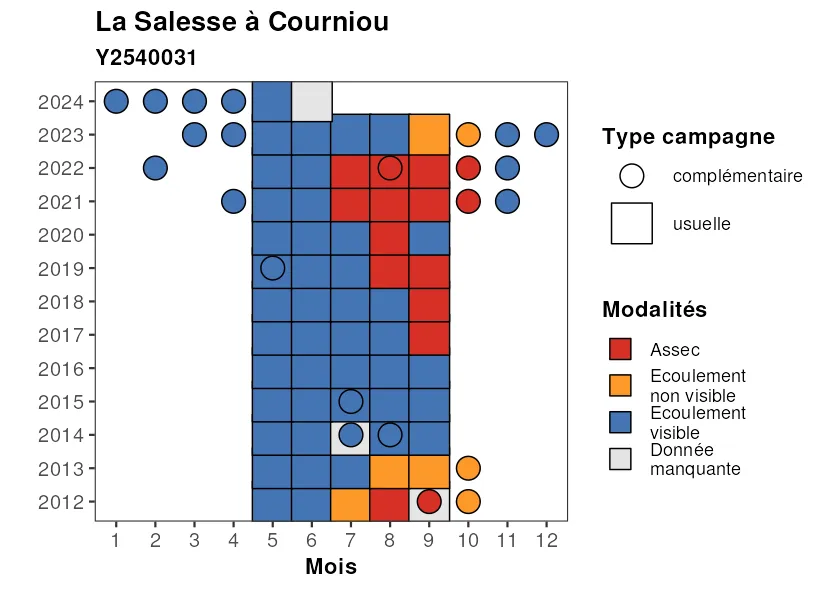 La Salesse à Courniou
Y2540031
2024
2023
2022
2021
2020
2019
2018
2017
2016
2015
2014
2013
2012
1 2 3 4 5 6 7 8 9 10 11 12
Mois
Type campagne
complémentaire
usuelle
Modalités
Assec
Ecoulement
non visible
Ecoulement
visible
Donnée
manquante